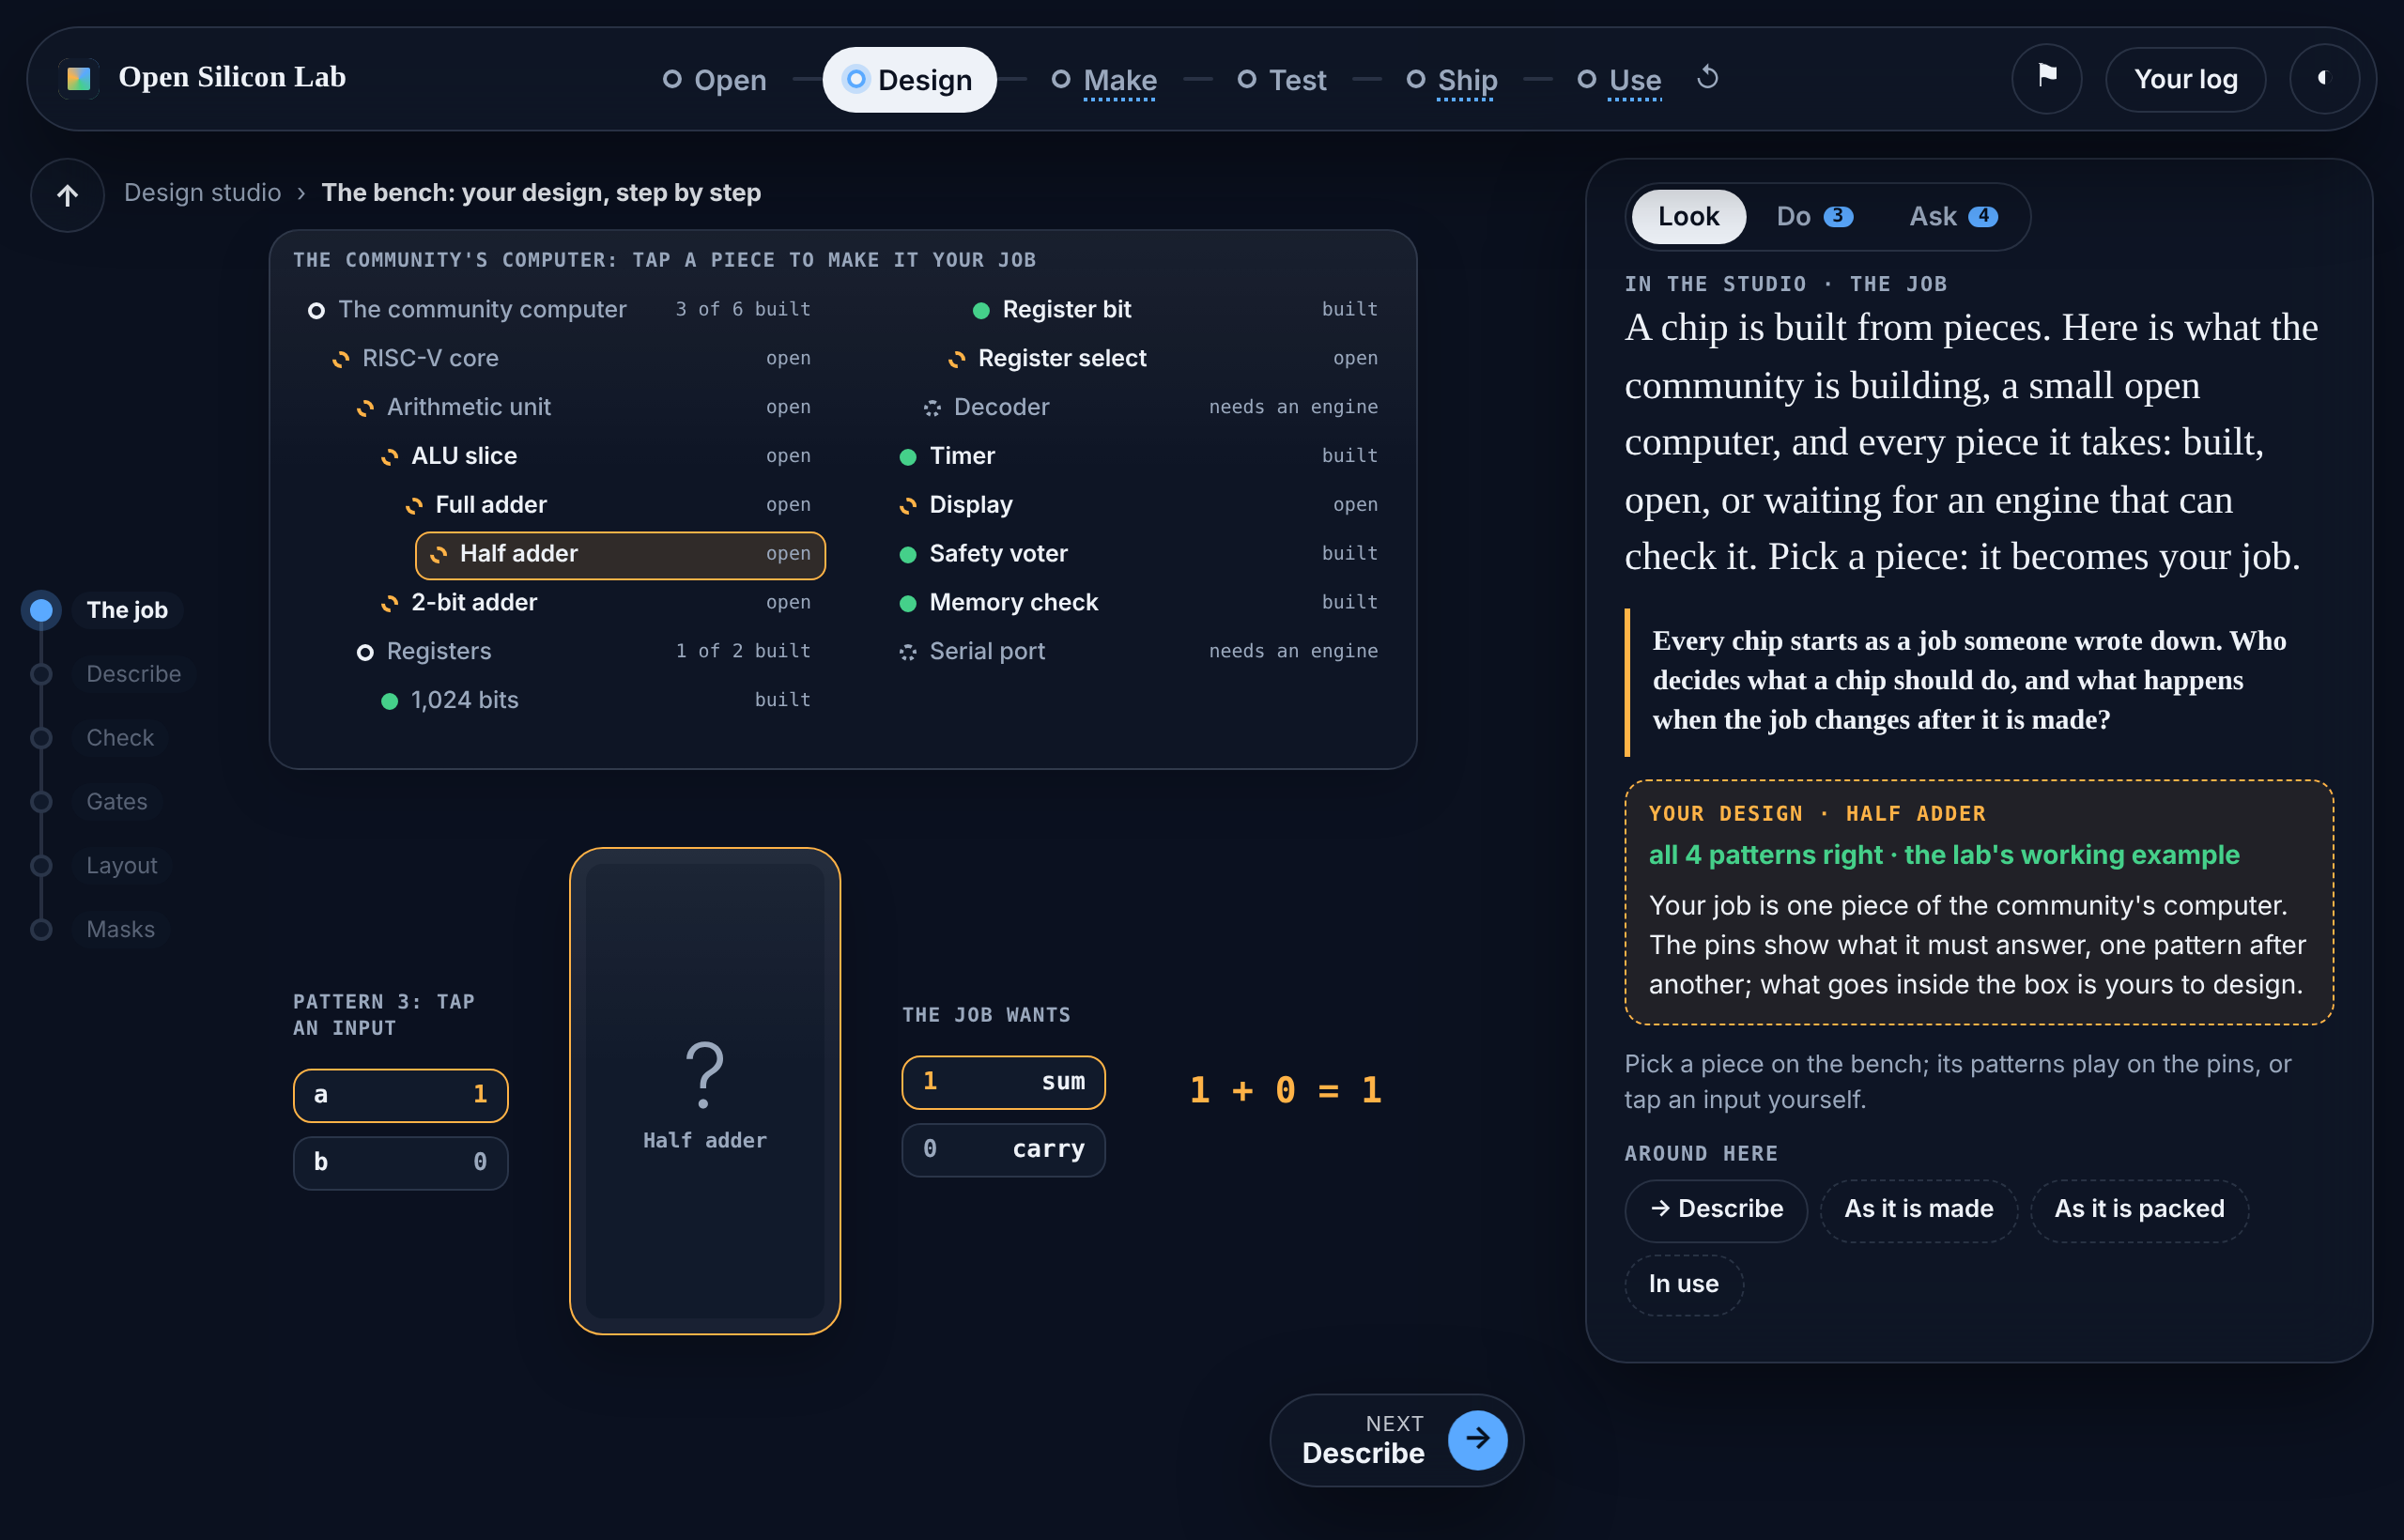 Open Silicon Lab
Open
Design
Make
Test
Ship
Use
Your log
Design studio › The bench: your design, step by step
THE COMMUNITY'S COMPUTER: TAP A PIECE TO MAKE IT YOUR JOB
The community computer 3 of 6 built
RISC-V core open
Arithmetic unit open
ALU slice open
Full adder open
Half adder open
2-bit adder open
Registers 1 of 2 built
1,024 bits built
Register bit built
Register select open
Decoder needs an engine
Timer built
Display open
Safety voter built
Memory check built
Serial port needs an engine
The job
Describe
Check
Gates
Layout
Masks
PATTERN 3: TAP
AN INPUT
a 1
b 0
?
Half adder
THE JOB WANTS
1 sum
0 carry
1 + 0 = 1
NEXT
Describe
Look
Do 3
Ask 4
IN THE STUDIO · THE JOB
A chip is built from pieces. Here is what the
community is building, a small open
computer, and every piece it takes: built,
open, or waiting for an engine that can
check it. Pick a piece: it becomes your job.
Every chip starts as a job someone wrote down. Who
decides what a chip should do, and what happens
when the job changes after it is made?
YOUR DESIGN · HALF ADDER
all 4 patterns right · the lab's working example
Your job is one piece of the community's computer.
The pins show what it must answer, one pattern after
another; what goes inside the box is yours to design.
Pick a piece on the bench; its patterns play on the pins, or
tap an input yourself.
AROUND HERE
→ Describe
As it is made
As it is packed
In use